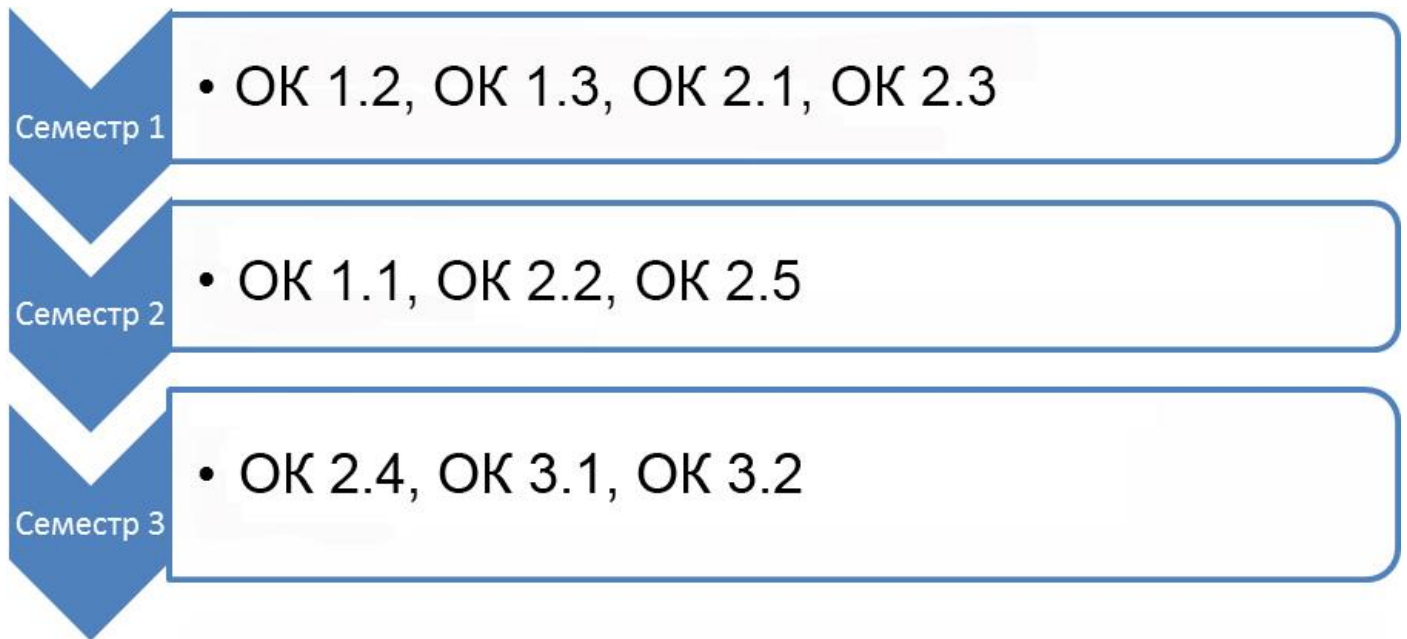 Семестр 1
• ОК 1.2, ОК 1.3, ОК 2.1, ОК 2.3
Семестр 2
• ОК 1.1, ОК 2.2, ОК 2.5
Семестр 3
• ОК 2.4, ОК 3.1, ОК 3.2